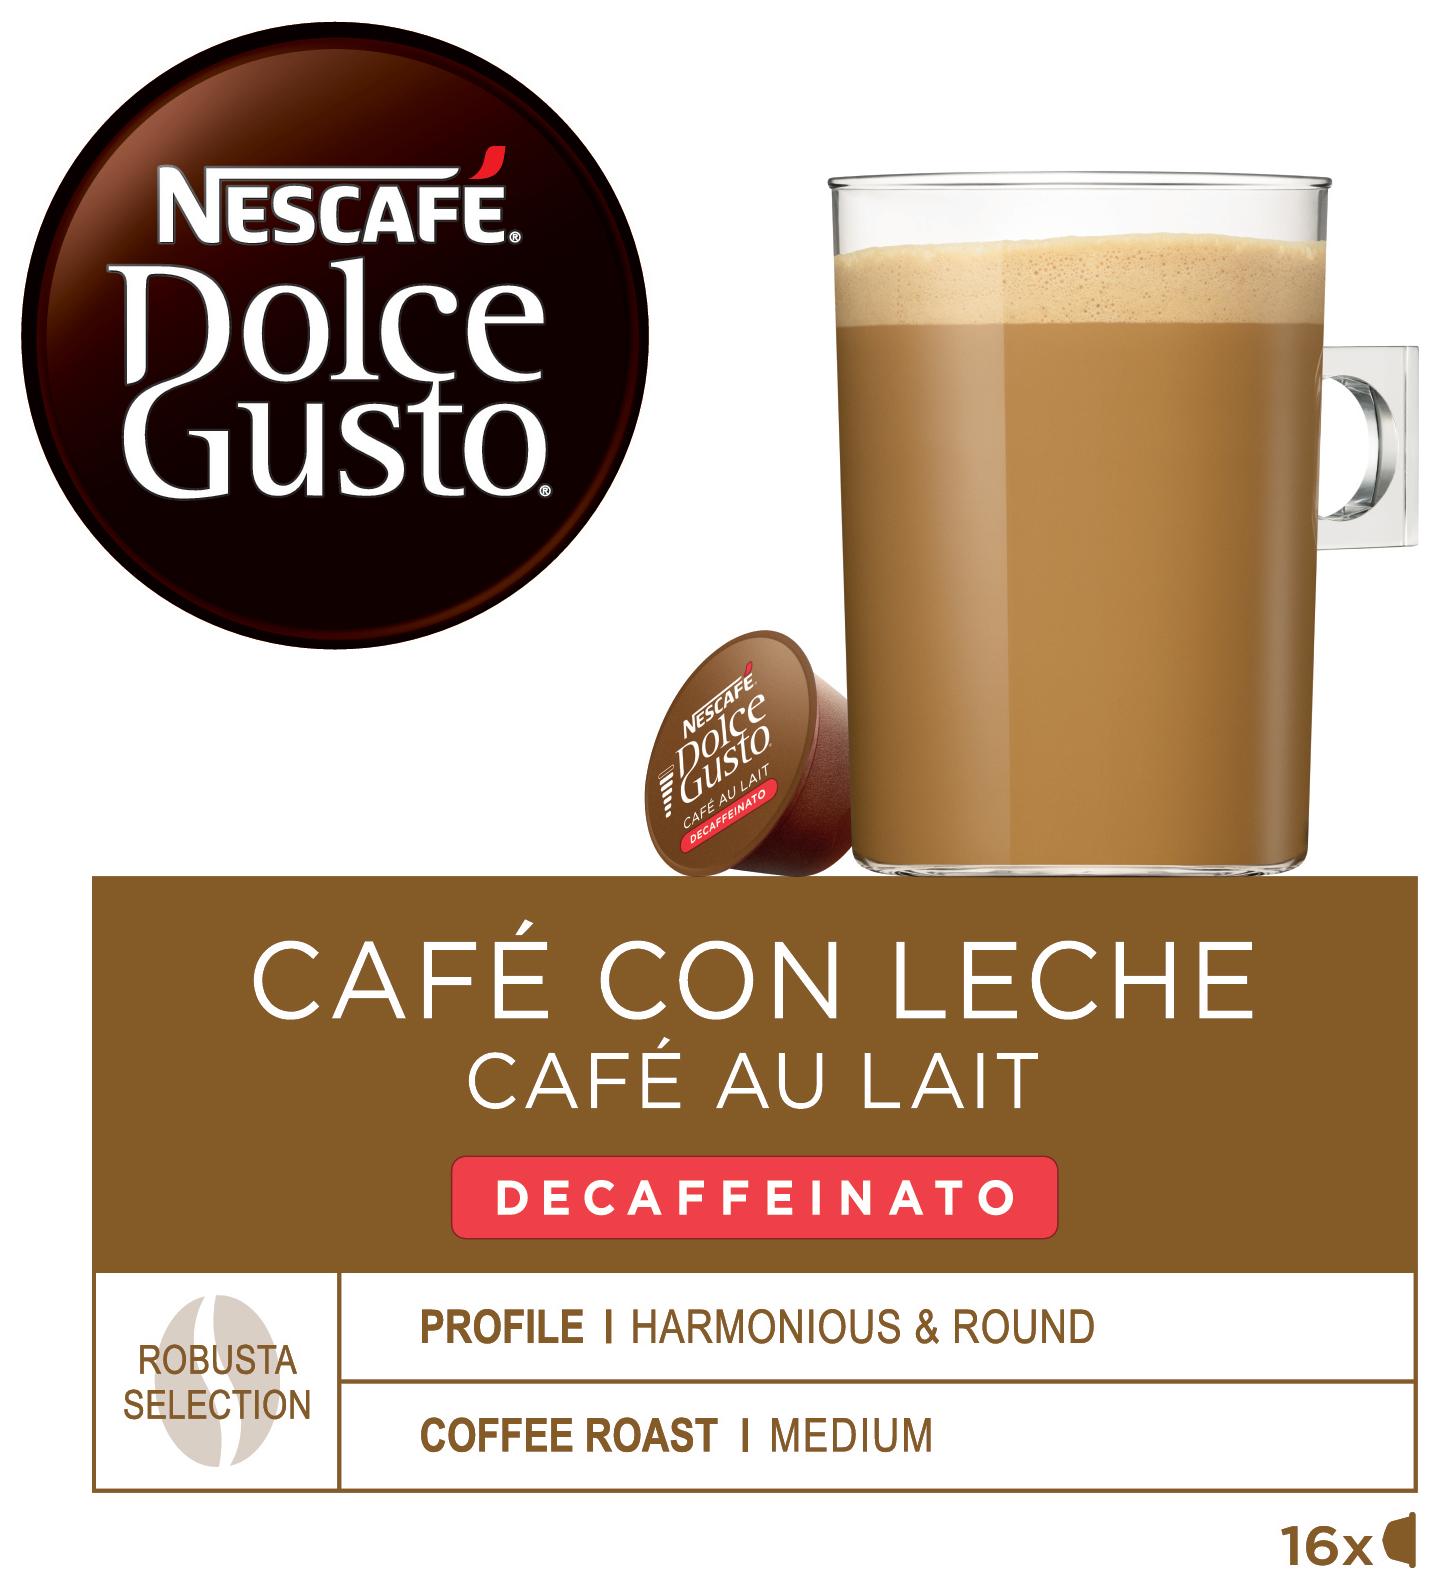 NESCAFÉ®
DOLCE
GUSTO®
NESCAFÉ
DOLCE
GUSTO
CAFÉ AU LAIT
DECAFFEINATO
CAFÉ CON LECHE
CAFÉ AU LAIT
DECAFFEINATO
ROBUSTA
SELECTION
PROFILE | HARMONIOUS & ROUND
COFFEE ROAST | MEDIUM
16x